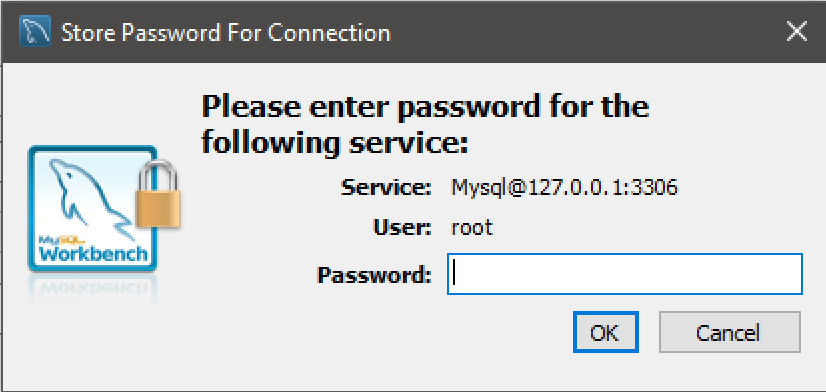 Store Password For Connection
Please enter password for the
following service:
Service: Mysql@127.0.0.1:3306
User: root
Password:
MySQL
Workbench
OK Cancel